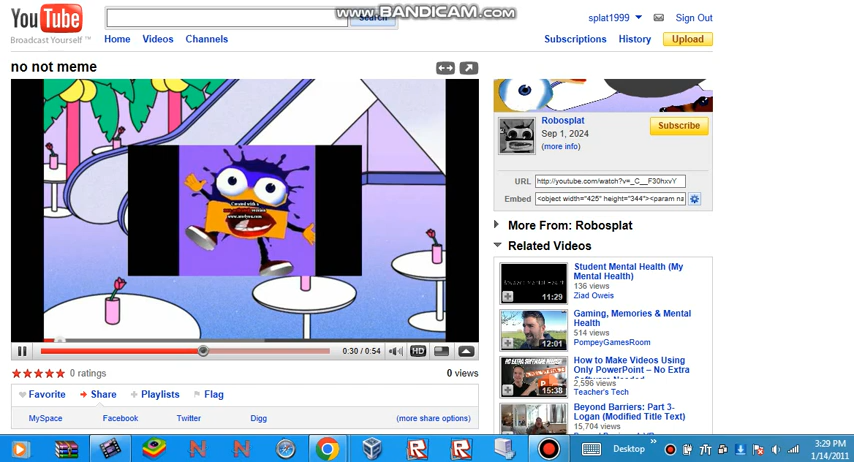 www.BANDICAM.com
You Tube
Broadcast Yourself ™
Search
splat1999
Sign Out
Home Videos Channels
Subscriptions History Upload
no not meme
0:30 / 0:54
HD
0 ratings
0 views
Favorite Share Playlists Flag
MySpace Facebook Twitter Digg (more share options)
Robosplat
Sep 1, 2024
(more info)
Subscribe
URL http://youtube.com/watch?v=_C__F30hxvY
Embed <object width="425" height="344"><param na
More From: Robosplat
Related Videos
11:29
Student Mental Health (My
Mental Health)
136 views
Ziad Oweis
12:01
Gaming, Memories & Mental
Health
514 views
PompeyGamesRoom
15:38
How to Make Videos Using
Only PowerPoint – No Extra
2,596 views
Teacher's Tech
Beyond Barriers: Part 3-
Logan (Modified Title Text)
15,704 views
Desktop
3:29 PM
1/14/2011